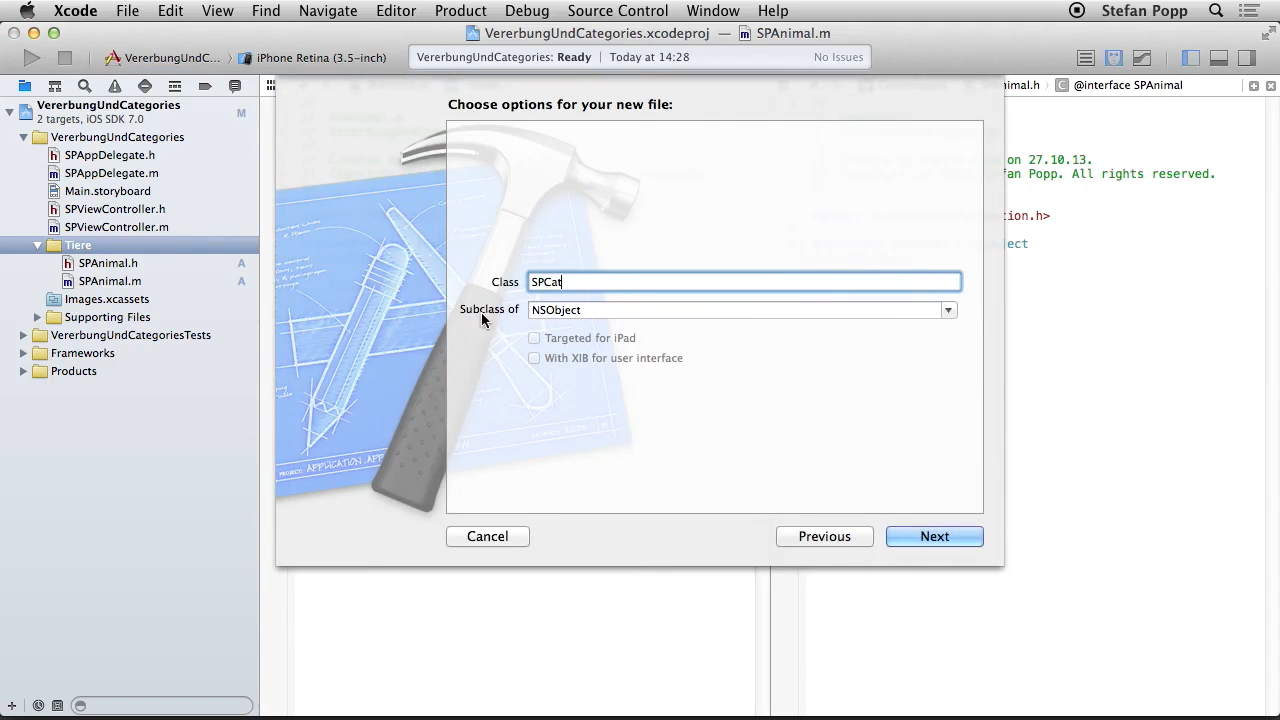 Xcode File Edit View Find Navigate Editor Product Debug Source Control Window Help Stefan Popp
VererbungUndCategories.xcodeproj — SPAnimal.m
VererbungUndC... iPhone Retina (3.5-inch) VererbungUndCategories: Ready Today at 14:28 No Issues
nimal.h @interface SPAnimal
VererbungUndCategories M
2 targets, iOS SDK 7.0
VererbungUndCategories
SPAppDelegate.h
SPAppDelegate.m
Main.storyboard
SPViewController.h
SPViewController.m
Tiere
SPAnimal.h A
SPAnimal.m A
Images.xcassets
Supporting Files
VererbungUndCategoriesTests
Frameworks
Products
Choose options for your new file:
Class SPCat
Subclass of NSObject
Targeted for iPad
With XIB for user interface
Cancel Previous Next
on 27.10.13.
fan Popp. All rights reserved.
ion.h>
ject